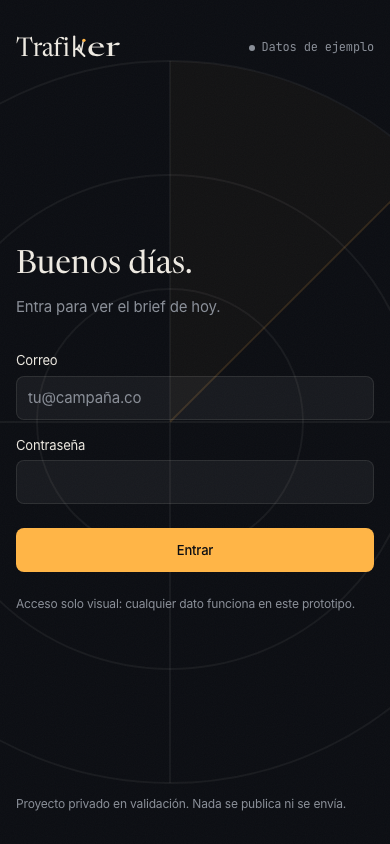 Trafiker
Datos de ejemplo
Buenos días.
Entra para ver el brief de hoy.
Correo
tu@campaña.co
Contraseña
Entrar
Acceso solo visual: cualquier dato funciona en este prototipo.
Proyecto privado en validación. Nada se publica ni se envía.